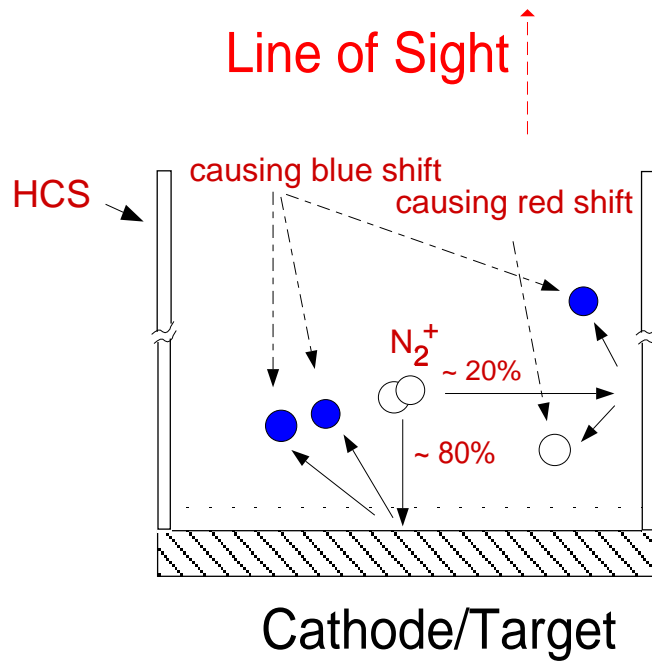 Line of Sight
causing blue shift
HCS
causing red shift
N₂⁺
~ 20%
~ 80%
Cathode/Target